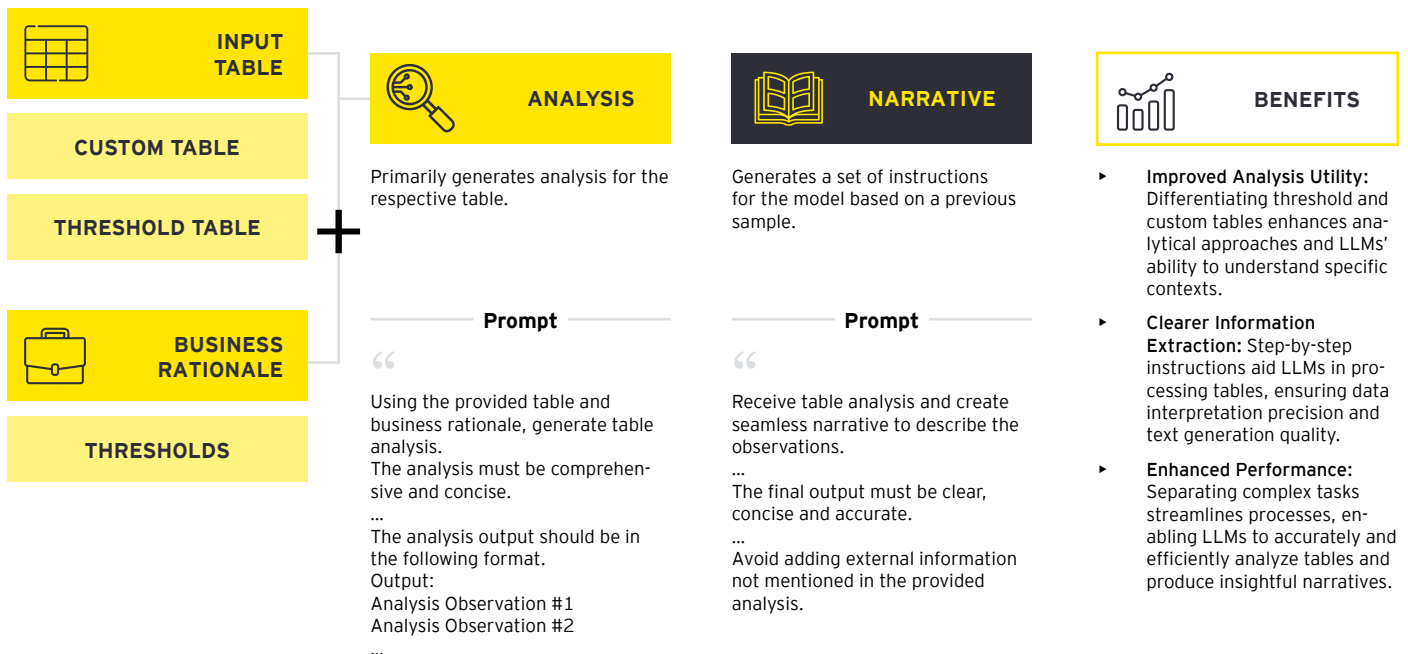 INPUT
TABLE
CUSTOM TABLE
THRESHOLD TABLE
BUSINESS
RATIONALE
THRESHOLDS
ANALYSIS
Primarily generates analysis for the
respective table.
Prompt
“
Using the provided table and
business rationale, generate table
analysis.
The analysis must be comprehen-
sive and concise.
...
The analysis output should be in
the following format.
Output:
Analysis Observation #1
Analysis Observation #2
...
NARRATIVE
Generates a set of instructions
for the model based on a previous
sample.
Prompt
“
Receive table analysis and create
seamless narrative to describe the
observations.
...
The final output must be clear,
concise and accurate.
...
Avoid adding external information
not mentioned in the provided
analysis.
BENEFITS
▸ Improved Analysis Utility:
Differentiating threshold and
custom tables enhances ana-
lytical approaches and LLMs’
ability to understand specific
contexts.
▸ Clearer Information
Extraction: Step-by-step
instructions aid LLMs in pro-
cessing tables, ensuring data
interpretation precision and
text generation quality.
▸ Enhanced Performance:
Separating complex tasks
streamlines processes, en-
abling LLMs to accurately and
efficiently analyze tables and
produce insightful narratives.